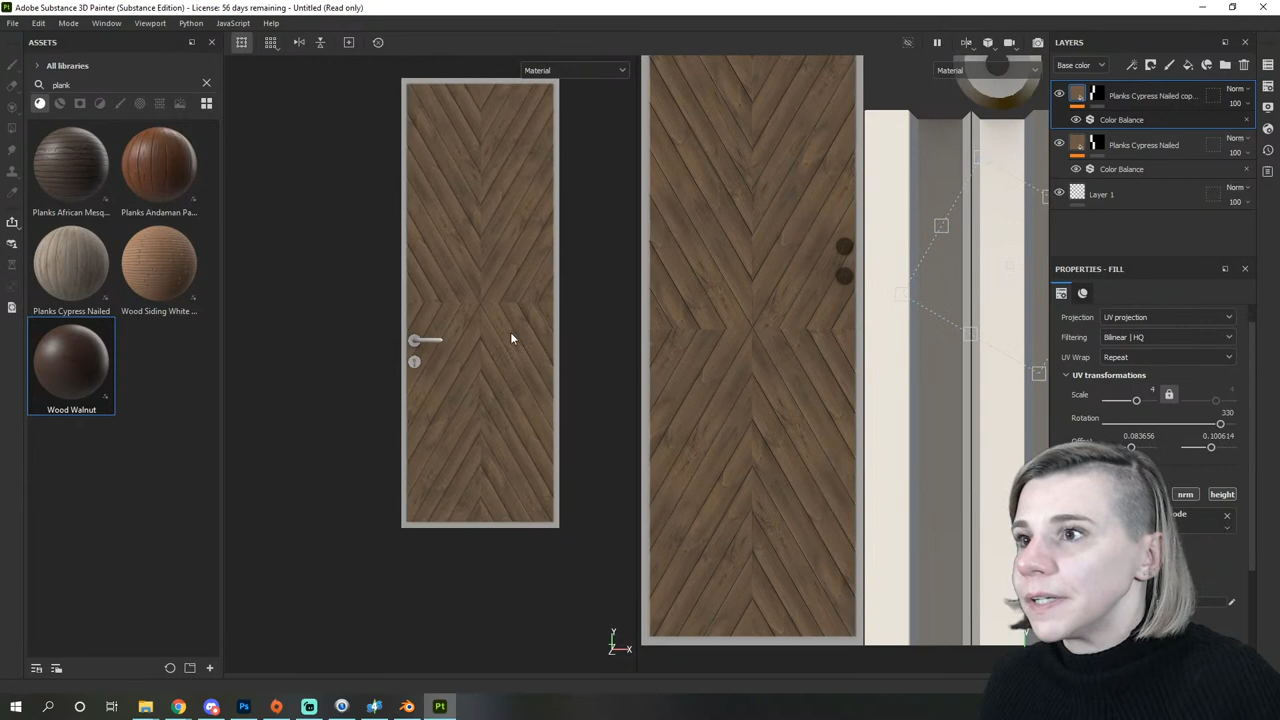 Pt Adobe Substance 3D Painter (Substance Edition) - License: 56 days remaining - Untitled (Read only)
File Edit Mode Window Viewport Python JavaScript Help
ASSETS
All libraries
plank
Planks African Mesq...
Planks Andaman Pa...
Planks Cypress Nailed
Wood Siding White ...
Wood Walnut
Material
Y
Z X
Material
Y
LAYERS
Base color
Planks Cypress Nailed cop...
Norm
100
Color Balance
Planks Cypress Nailed
Norm
100
Color Balance
Layer 1
Norm
100
PROPERTIES - FILL
Projection UV projection
Filtering Bilinear | HQ
UV Wrap Repeat
UV transformations
Scale 4 4
Rotation 330
0.083656 0.100614
nrm height
Ps
Pt